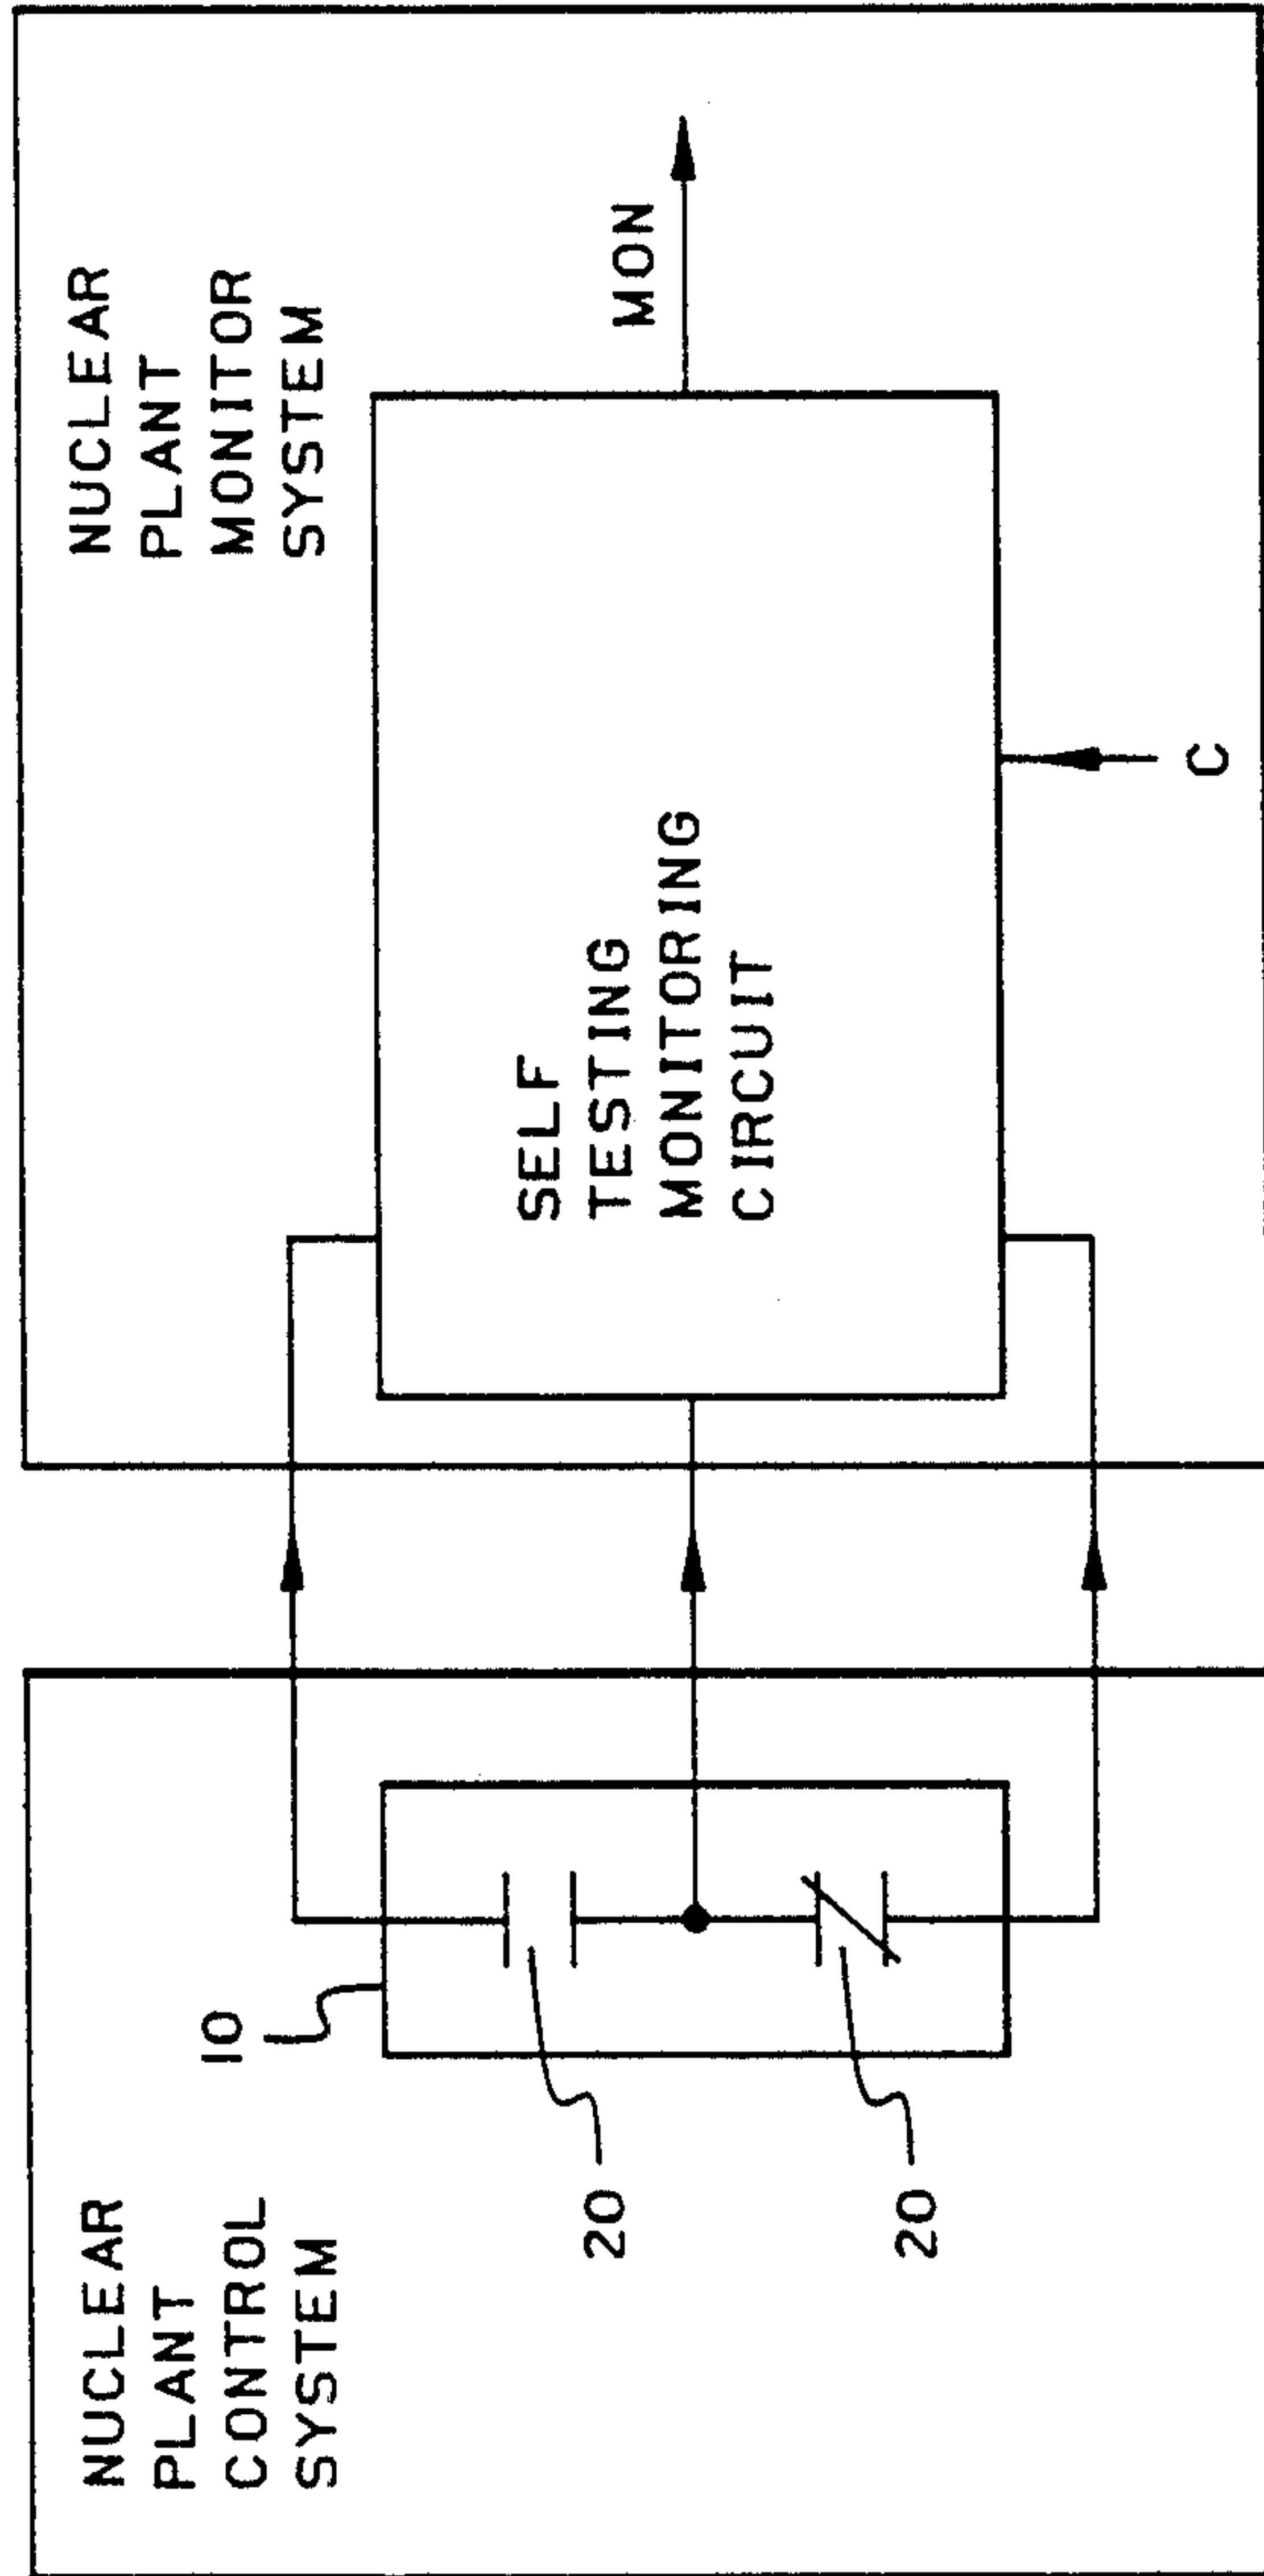 NUCLEAR
PLANT
CONTROL
SYSTEM
10
20
20
NUCLEAR
PLANT
MONITOR
SYSTEM
SELF
TESTING
MONITORING
CIRCUIT
MON
C